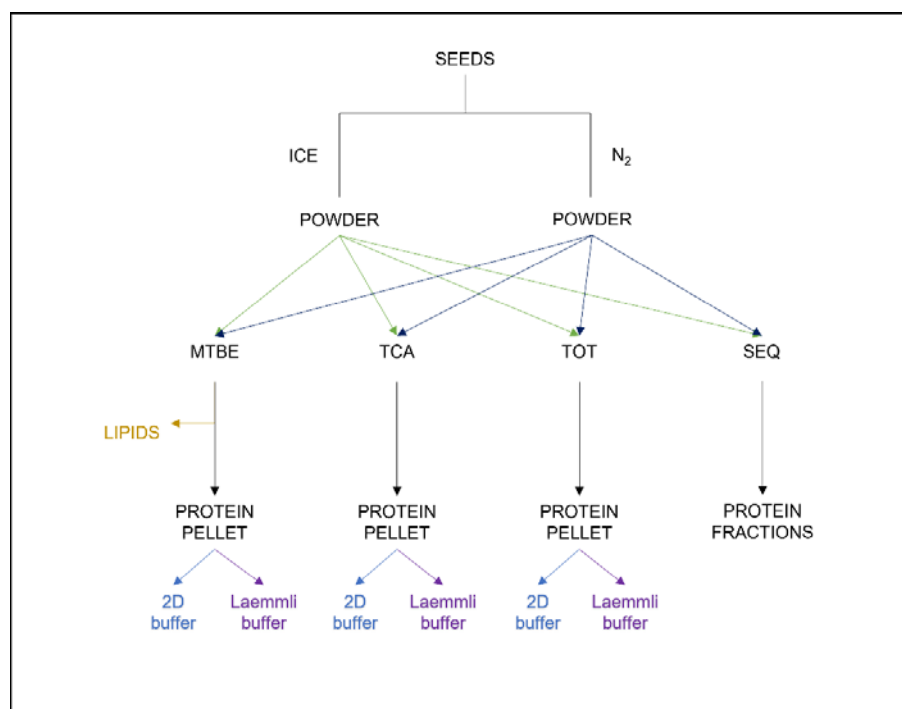 SEEDS
ICE
N₂
POWDER
POWDER
MTBE
TCA
TOT
SEQ
LIPIDS
PROTEIN
PELLET
PROTEIN
PELLET
PROTEIN
PELLET
PROTEIN
FRACTIONS
2D
buffer
Laemmli
buffer
2D
buffer
Laemmli
buffer
2D
buffer
Laemmli
buffer